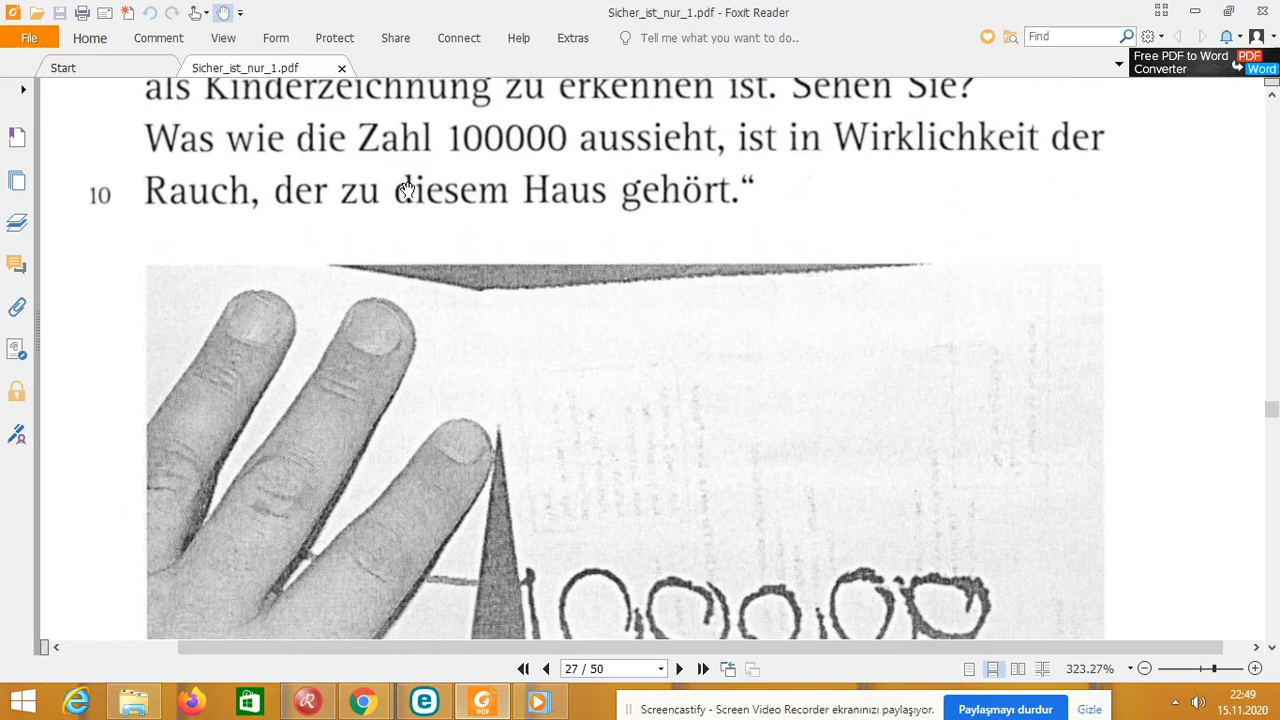 Sicher_ist_nur_1.pdf - Foxit Reader
File Home Comment View Form Protect Share Connect Help Extras Tell me what you want to do.. Find
Start Sicher_ist_nur_1.pdf
Free PDF to Word
Converter
PDF
Word
als Kinderzeichnung zu erkennen ist. Sehen Sie?
Was wie die Zahl 100000 aussieht, ist in Wirklichkeit der
10 Rauch, der zu diesem Haus gehört.“
100000
27 / 50
323.27%
Screencastify - Screen Video Recorder ekranınızı paylaşıyor.
Paylaşmayı durdur
Gizle
22:49
15.11.2020